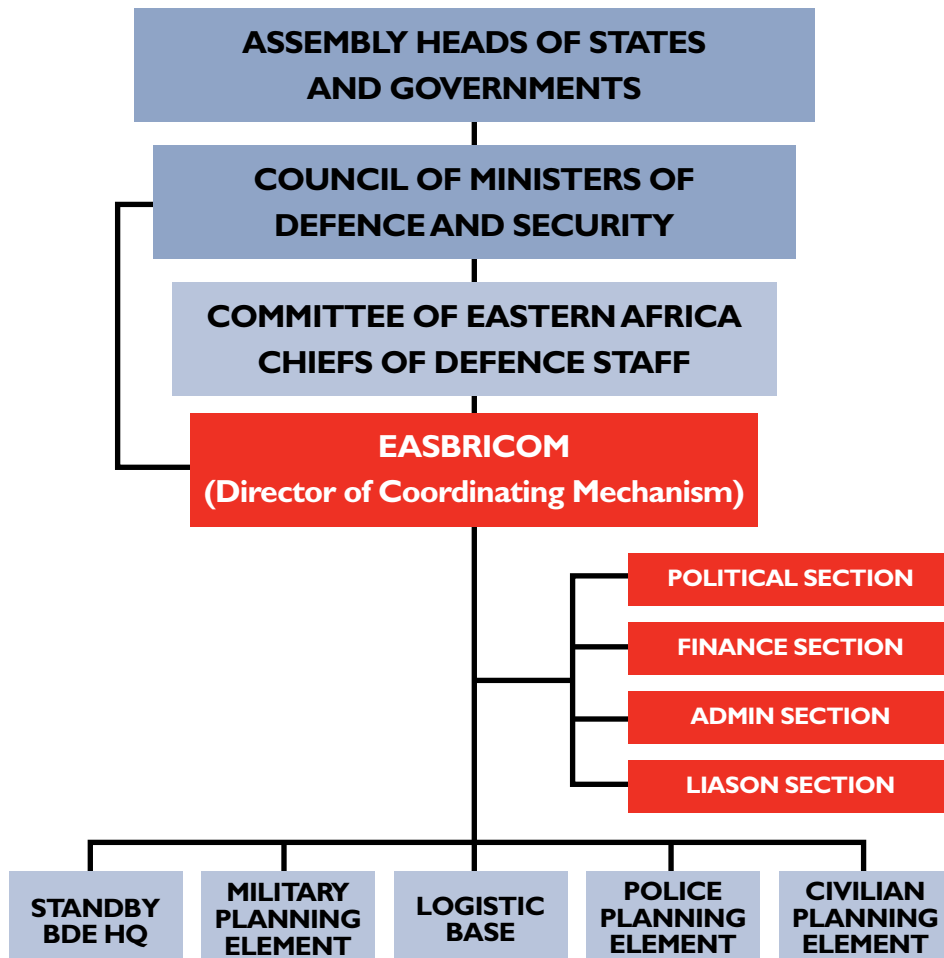 ASSEMBLY HEADS OF STATES
AND GOVERNMENTS
COUNCIL OF MINISTERS OF
DEFENCE AND SECURITY
COMMITTEE OF EASTERN AFRICA
CHIEFS OF DEFENCE STAFF
EASBRICOM
(Director of Coordinating Mechanism)
POLITICAL SECTION
FINANCE SECTION
ADMIN SECTION
LIASON SECTION
STANDBY
BDE HQ
MILITARY
PLANNING
ELEMENT
LOGISTIC
BASE
POLICE
PLANNING
ELEMENT
CIVILIAN
PLANNING
ELEMENT